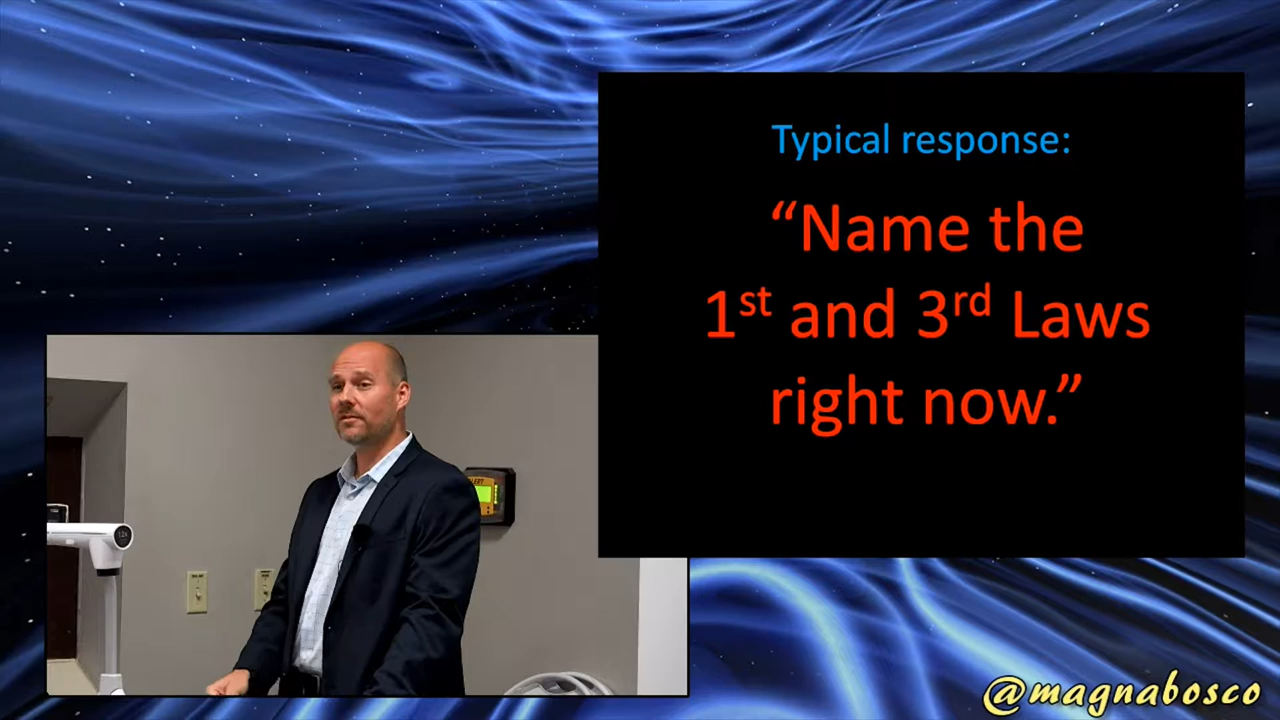 Typical response:
“Name the
1st and 3rd Laws
right now.”
@magnabosco